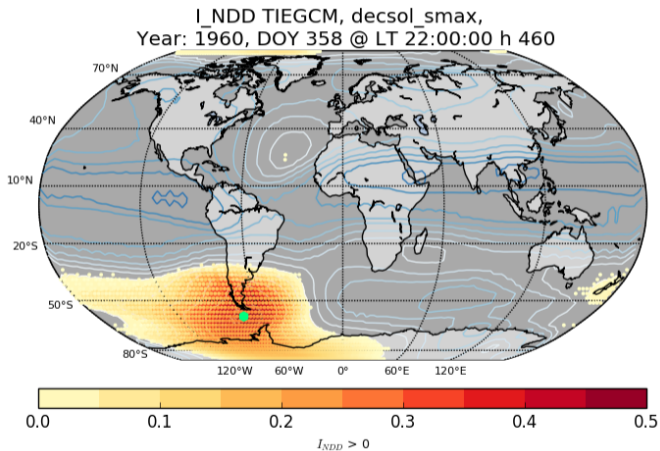 I_NDD TIEGCM, decsol_smax,
Year: 1960, DOY 358 @ LT 22:00:00 h 460
70°N
40°N
10°N
20°S
50°S
80°S
120°W 60°W 0° 60°E 120°E
0.0 0.1 0.2 0.3 0.4 0.5
I_NDD > 0